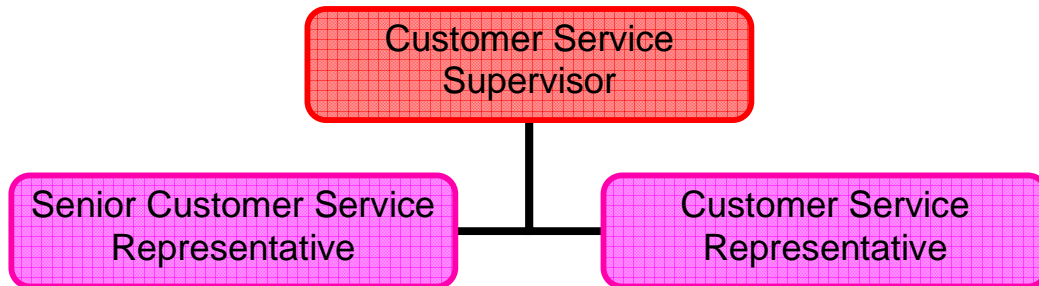 Customer Service
Supervisor
Senior Customer Service
Representative
Customer Service
Representative